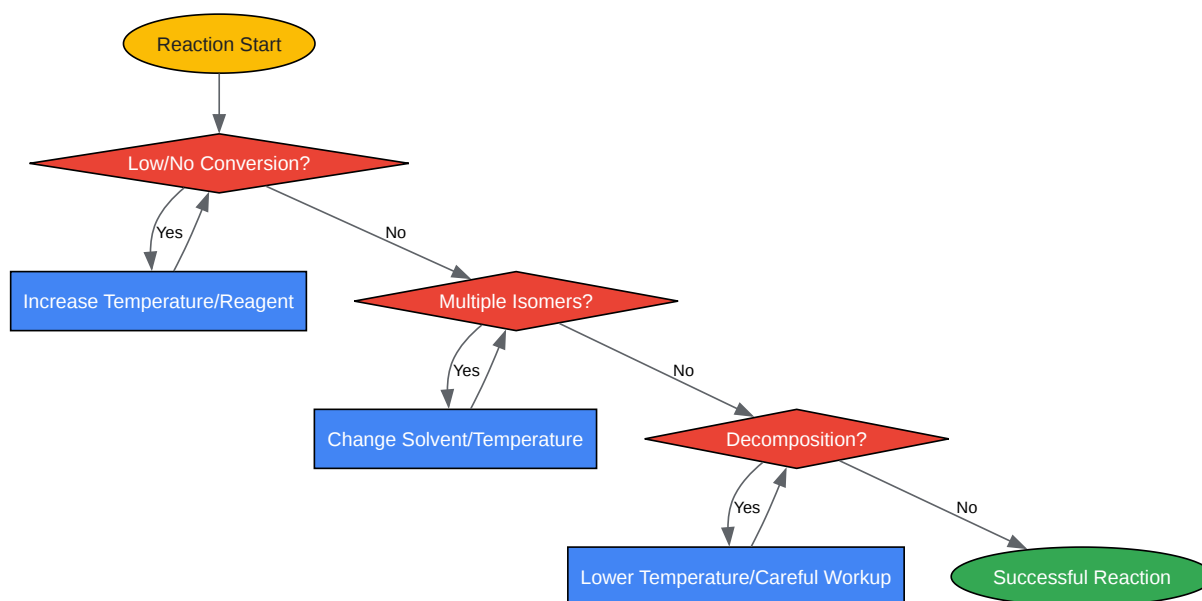 Reaction Start
Low/No Conversion?
Yes
No
Increase Temperature/Reagent
Multiple Isomers?
Yes
No
Change Solvent/Temperature
Decomposition?
Yes
No
Lower Temperature/Careful Workup
Successful Reaction